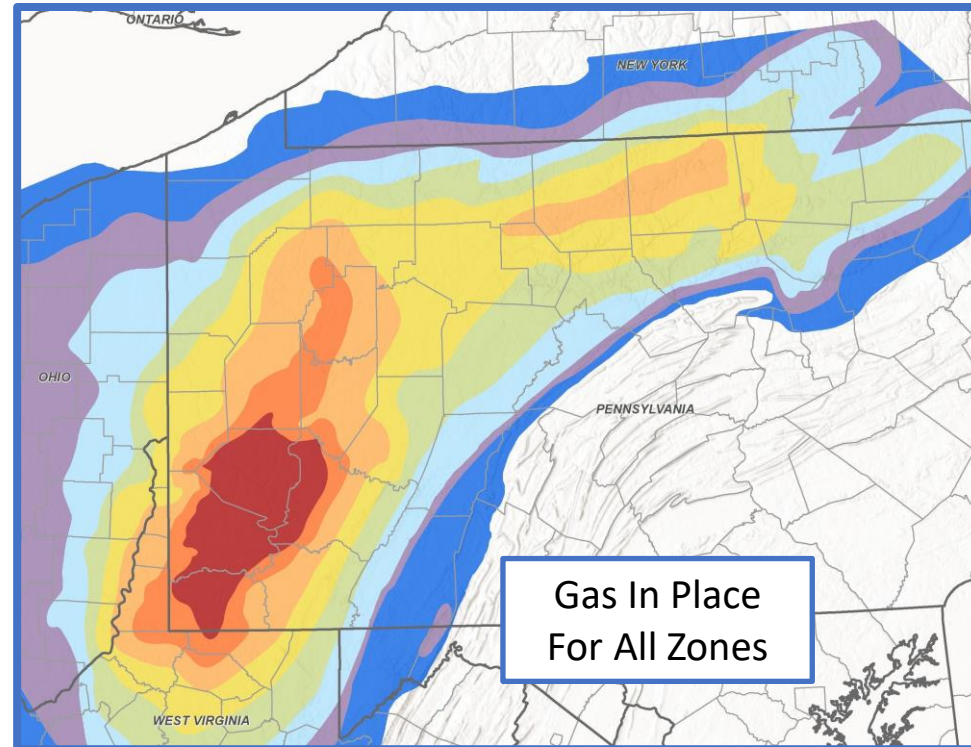 ONTARIO
NEW YORK
OHIO
PENNSYLVANIA
Gas In Place
For All Zones
WEST VIRGINIA